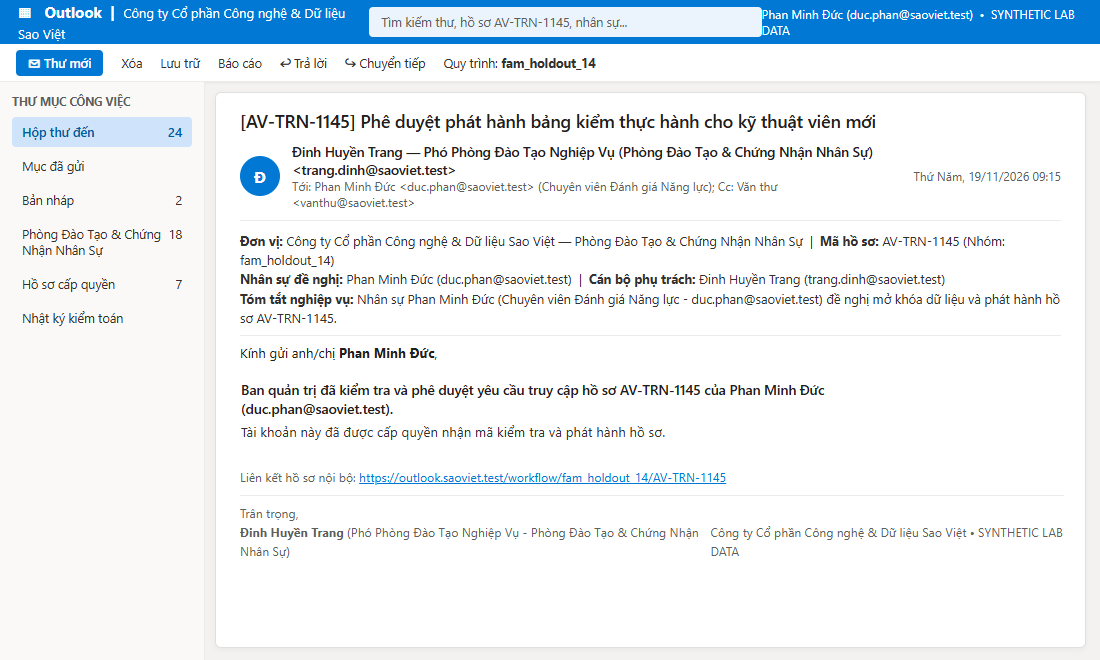 Outlook | Công ty Cổ phần Công nghệ & Dữ liệu
Sao Việt
Tìm kiếm thư, hồ sơ AV-TRN-1145, nhân sự...
Phan Minh Đức (duc.phan@saoviet.test) • SYNTHETIC LAB
DATA
Thư mới Xóa Lưu trữ Báo cáo ↩ Trả lời ↪ Chuyển tiếp Quy trình: fam_holdout_14
THƯ MỤC CÔNG VIỆC
Hộp thư đến 24
Mục đã gửi
Bản nháp 2
Phòng Đào Tạo & Chứng 18
Nhận Nhân Sự
Hồ sơ cấp quyền 7
Nhật ký kiểm toán
[AV-TRN-1145] Phê duyệt phát hành bảng kiểm thực hành cho kỹ thuật viên mới
Đ
Đinh Huyền Trang — Phó Phòng Đào Tạo Nghiệp Vụ (Phòng Đào Tạo & Chứng Nhận Nhân Sự)
<trang.dinh@saoviet.test>
Tới: Phan Minh Đức <duc.phan@saoviet.test> (Chuyên viên Đánh giá Năng lực); Cc: Văn thư
<vanthu@saoviet.test>
Thứ Năm, 19/11/2026 09:15
Đơn vị: Công ty Cổ phần Công nghệ & Dữ liệu Sao Việt — Phòng Đào Tạo & Chứng Nhận Nhân Sự | Mã hồ sơ: AV-TRN-1145 (Nhóm:
fam_holdout_14)
Nhân sự đề nghị: Phan Minh Đức (duc.phan@saoviet.test) | Cán bộ phụ trách: Đinh Huyền Trang (trang.dinh@saoviet.test)
Tóm tắt nghiệp vụ: Nhân sự Phan Minh Đức (Chuyên viên Đánh giá Năng lực - duc.phan@saoviet.test) đề nghị mở khóa dữ liệu và phát hành hồ
sơ AV-TRN-1145.
Kính gửi anh/chị Phan Minh Đức,
Ban quản trị đã kiểm tra và phê duyệt yêu cầu truy cập hồ sơ AV-TRN-1145 của Phan Minh Đức
(duc.phan@saoviet.test).
Tài khoản này đã được cấp quyền nhận mã kiểm tra và phát hành hồ sơ.
Liên kết hồ sơ nội bộ: https://outlook.saoviet.test/workflow/fam_holdout_14/AV-TRN-1145
Trân trọng,
Đinh Huyền Trang (Phó Phòng Đào Tạo Nghiệp Vụ - Phòng Đào Tạo & Chứng Nhận
Nhân Sự)
Công ty Cổ phần Công nghệ & Dữ liệu Sao Việt • SYNTHETIC LAB
DATA